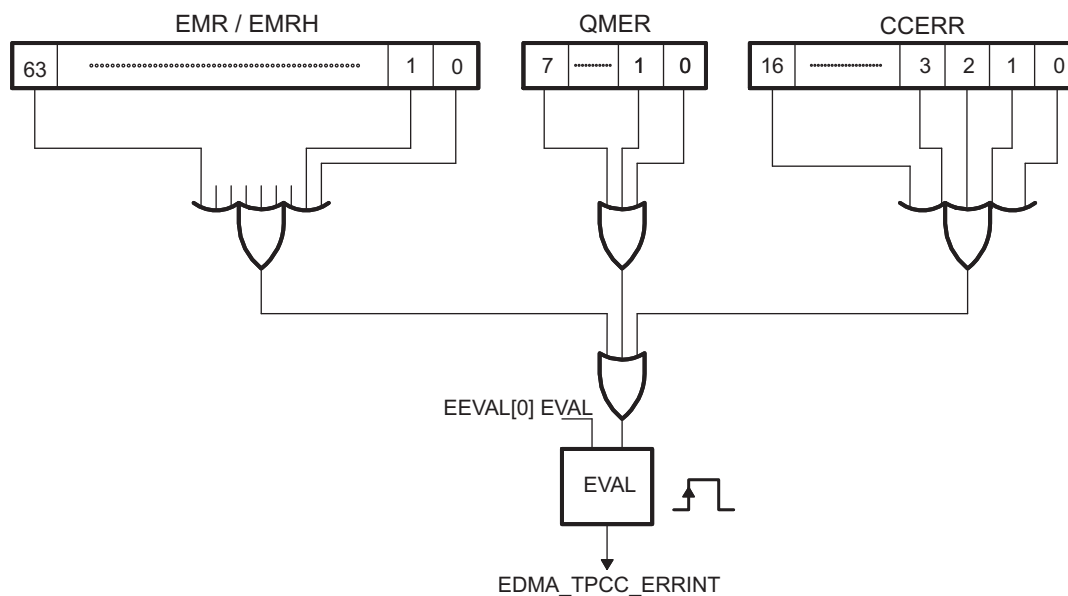 EMR / EMRH
QMER
CCERR
63 1 0
7 1 0
16 3 2 1 0
EEVAL[0] EVAL
EVAL
EDMA_TPCC_ERRINT